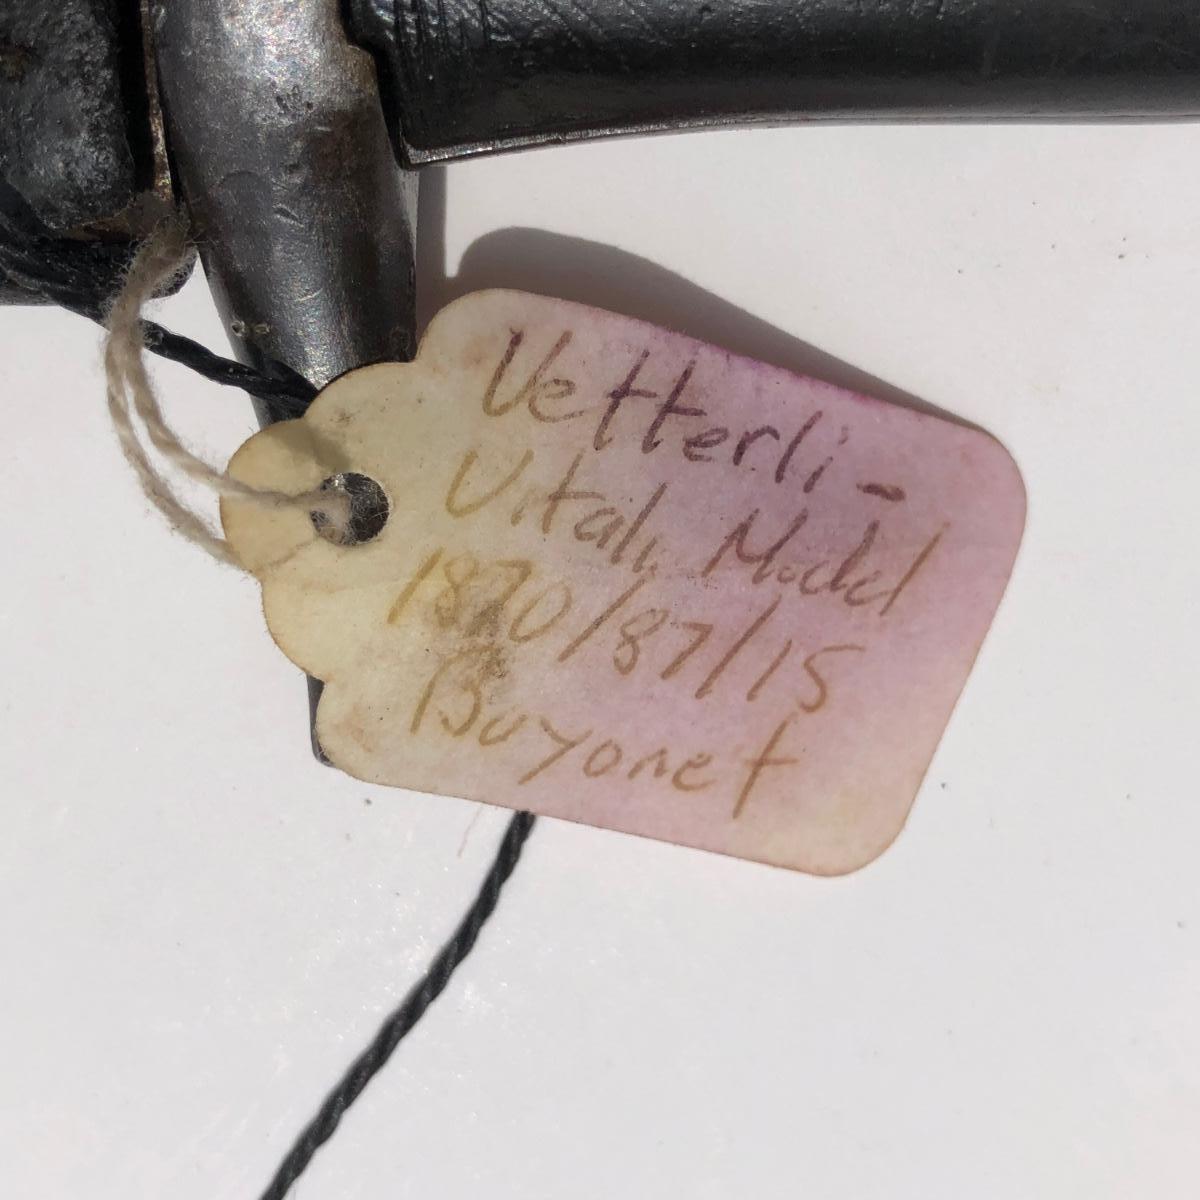 Vetterli -
Vitali Model
1870/87/15
Bayonet